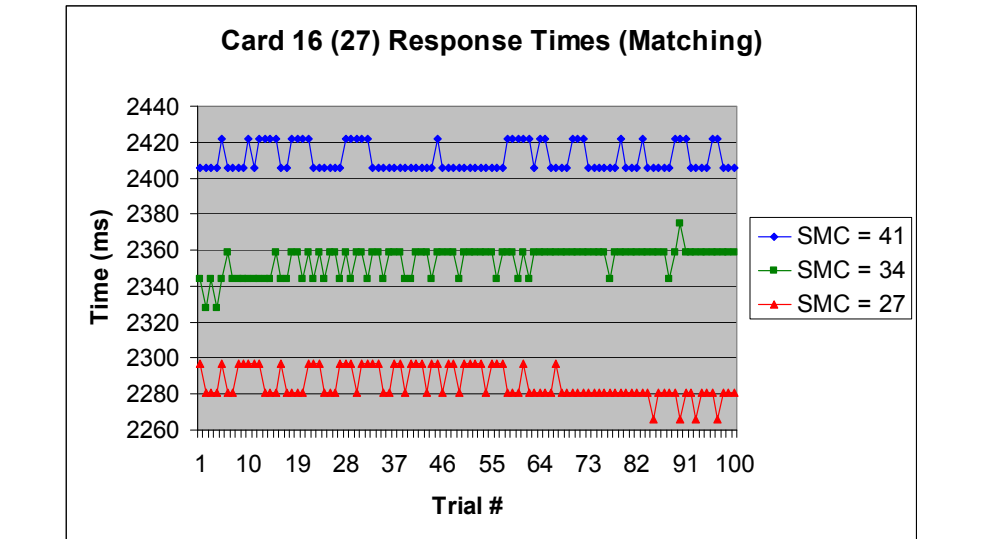 Card 16 (27) Response Times (Matching)
2440
2420
2400
2380
2360
2340
2320
2300
2280
2260
Time (ms)
1 10 19 28 37 46 55 64 73 82 91 100
Trial #
SMC = 41
SMC = 34
SMC = 27